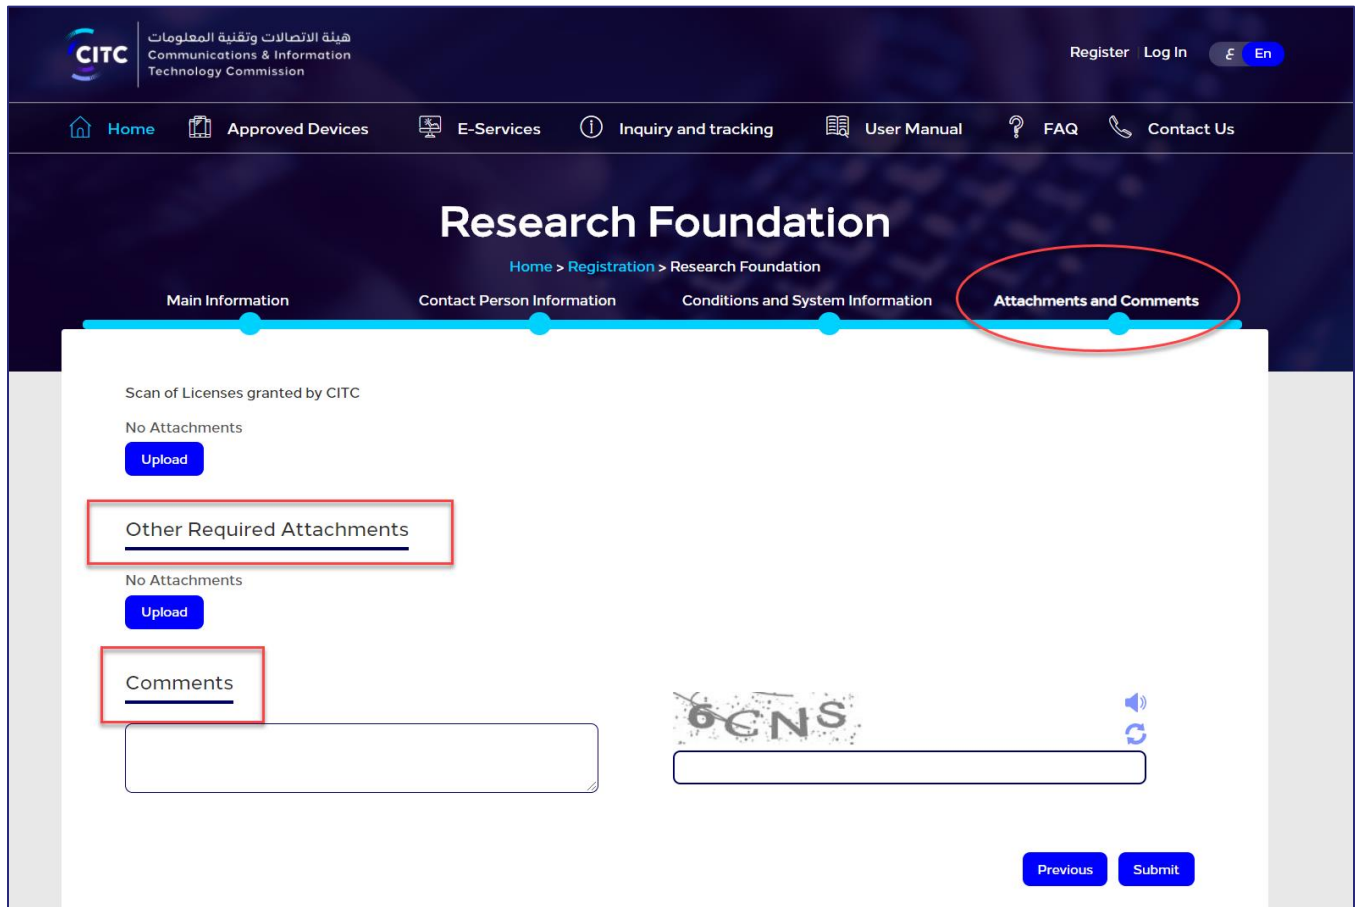 CITC
هيئة الاتصالات وتقنية المعلومات
Communications & Information
Technology Commission
Register Log In ع En
Home Approved Devices E-Services Inquiry and tracking User Manual FAQ Contact Us
Research Foundation
Home > Registration > Research Foundation
Main Information Contact Person Information Conditions and System Information Attachments and Comments
Scan of Licenses granted by CITC
No Attachments
Upload
Other Required Attachments
No Attachments
Upload
Comments
6CNS
Previous Submit